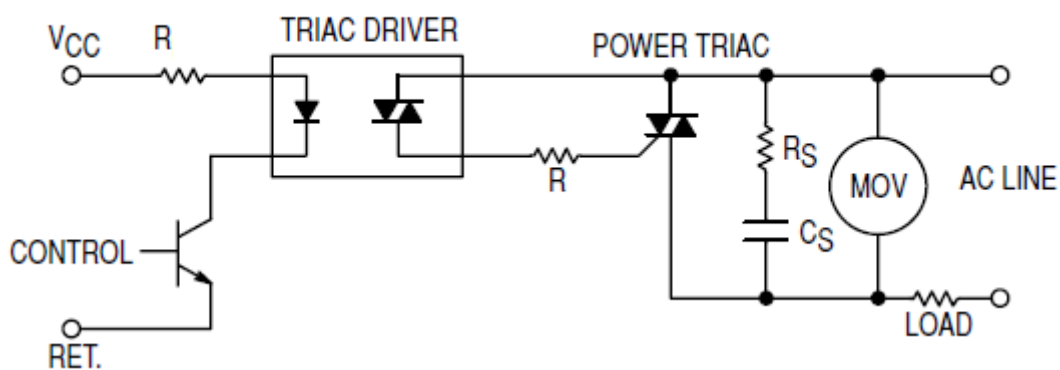 TRIAC DRIVER
VCC
R
POWER TRIAC
RS
R
MOV
AC LINE
CS
CONTROL
LOAD
RET.